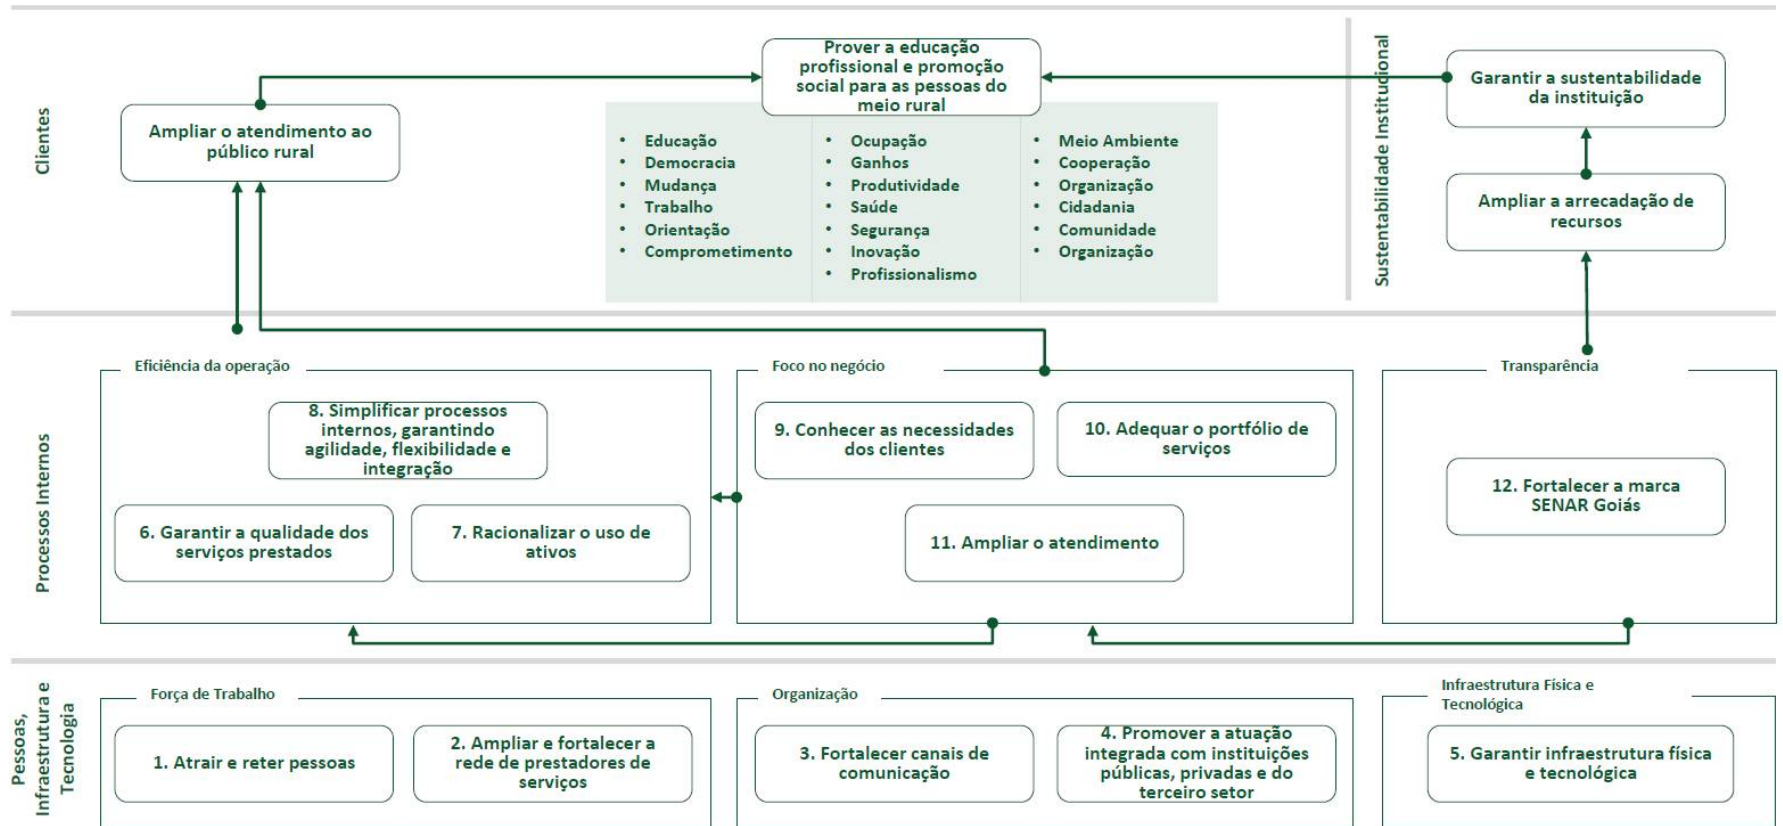 Clientes
Prover a educação
profissional e promoção
social para as pessoas do
meio rural
Ampliar o atendimento ao
público rural
• Educação
• Democracia
• Mudança
• Trabalho
• Orientação
• Comprometimento
• Ocupação
• Ganhos
• Produtividade
• Saúde
• Segurança
• Inovação
• Profissionalismo
• Meio Ambiente
• Cooperação
• Organização
• Cidadania
• Comunidade
• Organização
Sustentabilidade Institucional
Garantir a sustentabilidade
da instituição
Ampliar a arrecadação de
recursos
Processos Internos
Eficiência da operação
8. Simplificar processos
internos, garantindo
agilidade, flexibilidade e
integração
6. Garantir a qualidade dos
serviços prestados
7. Racionalizar o uso de
ativos
Foco no negócio
9. Conhecer as necessidades
dos clientes
10. Adequar o portfólio de
serviços
11. Ampliar o atendimento
Transparência
12. Fortalecer a marca
SENAR Goiás
Pessoas,
Infraestrutura e
Tecnologia
Força de Trabalho
1. Atrair e reter pessoas
2. Ampliar e fortalecer a
rede de prestadores de
serviços
Organização
3. Fortalecer canais de
comunicação
4. Promover a atuação
integrada com instituições
públicas, privadas e do
terceiro setor
Infraestrutura Física e
Tecnológica
5. Garantir infraestrutura física
e tecnológica